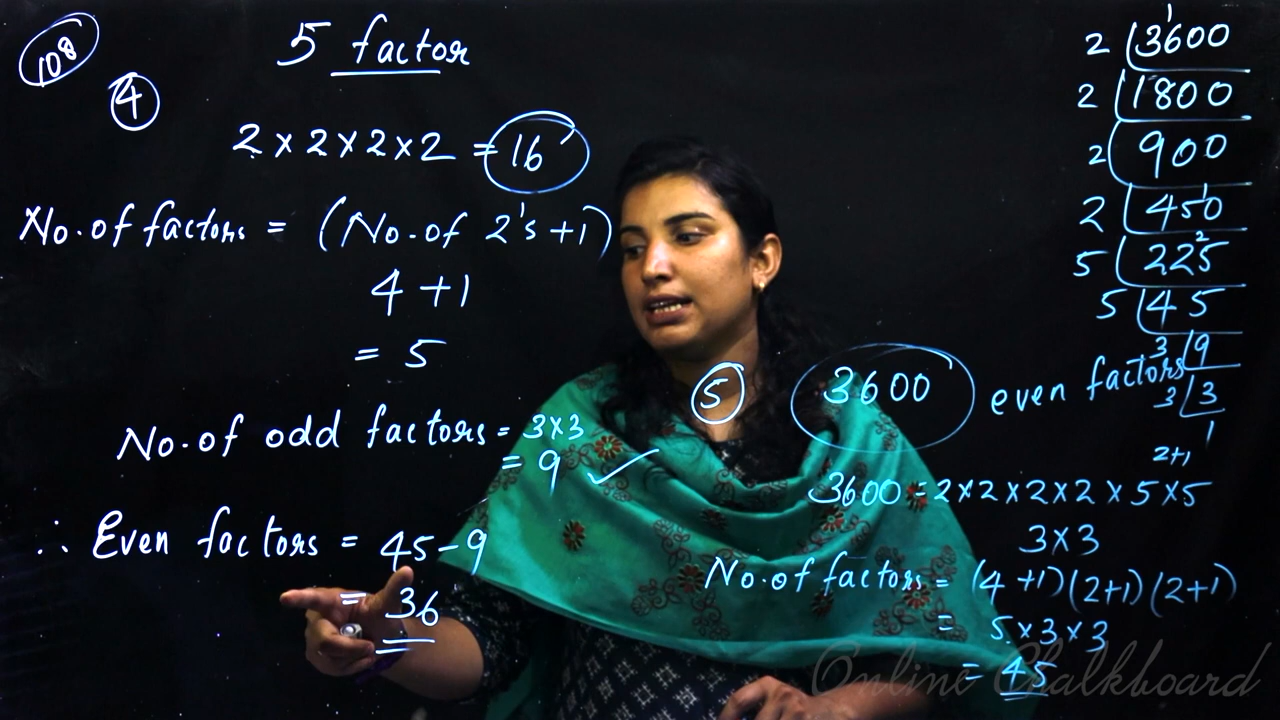 108
5 factor
4
2 × 2 × 2 × 2 = 16
No. of factors = (No. of 2's + 1)
4 + 1
= 5
No. of odd factors = 3×3
= 9 ✓
∴ Even factors = 45 - 9
= 36
2 | 3600
2 | 1800
2 | 900
2 | 450
5 | 225
5 | 45
3 | 9
3 | 3
1
5
3600 even factors
2+1
3600 = 2×2×2×2×5×5
3×3
No. of factors = (4+1)(2+1)(2+1)
= 5×3×3
= 45
Online Chalkboard